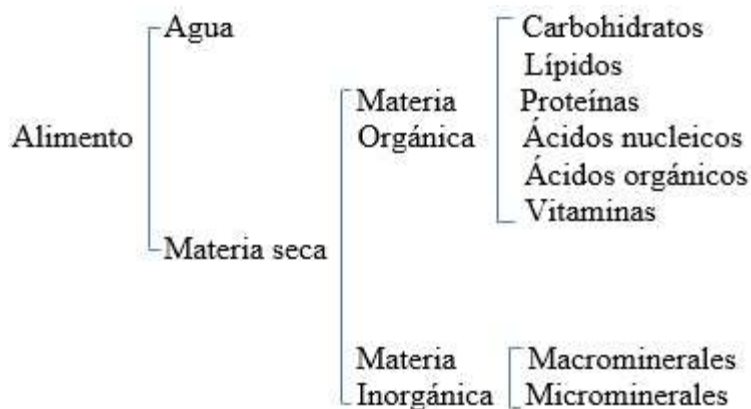 Alimento
Agua
Materia seca
Materia
Orgánica
Carbohidratos
Lípidos
Proteínas
Ácidos nucleicos
Ácidos orgánicos
Vitaminas
Materia
Inorgánica
Macrominerales
Microminerales